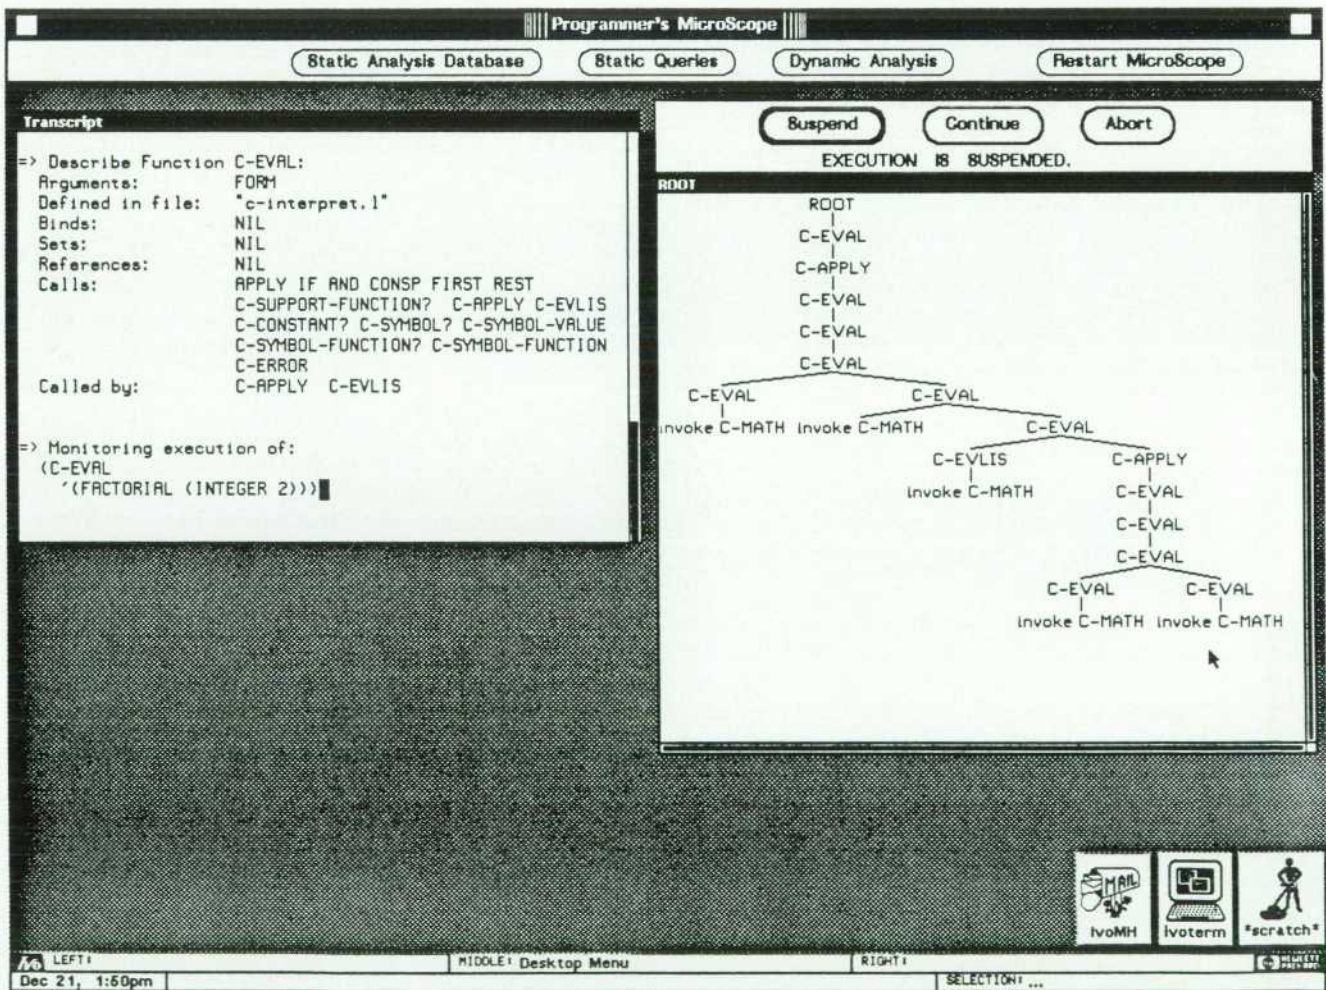 Programmer's MicroScope
Static Analysis Database
Static Queries
Dynamic Analysis
Restart MicroScope
Transcript
=> Describe Function C-EVAL:
Arguments: FORM
Defined in file: "c-interpret.l"
Binds: NIL
Sets: NIL
References: NIL
Calls: APPLY IF AND CONSP FIRST REST
C-SUPPORT-FUNCTION? C-APPLY C-EVLIS
C-CONSTANT? C-SYMBOL? C-SYMBOL-VALUE
C-SYMBOL-FUNCTION? C-SYMBOL-FUNCTION
C-ERROR
Called by: C-APPLY C-EVLIS
=> Monitoring execution of:
(C-EVAL
'(FACTORIAL (INTEGER 2)))
Suspend
Continue
Abort
EXECUTION IS SUSPENDED.
ROOT
ROOT
C-EVAL
C-APPLY
C-EVAL
C-EVAL
C-EVAL
C-EVAL C-EVAL
invoke C-MATH invoke C-MATH C-EVAL
C-EVLIS C-APPLY
invoke C-MATH C-EVAL
C-EVAL
C-EVAL
C-EVAL C-EVAL
invoke C-MATH invoke C-MATH
MAIL
IvoMH
Ivoterm
*scratch*
LEFT:
MIDDLE: Desktop Menu
RIGHT:
HEWLETT
PACKARD
Dec 21, 1:50pm
SELECTION: ...